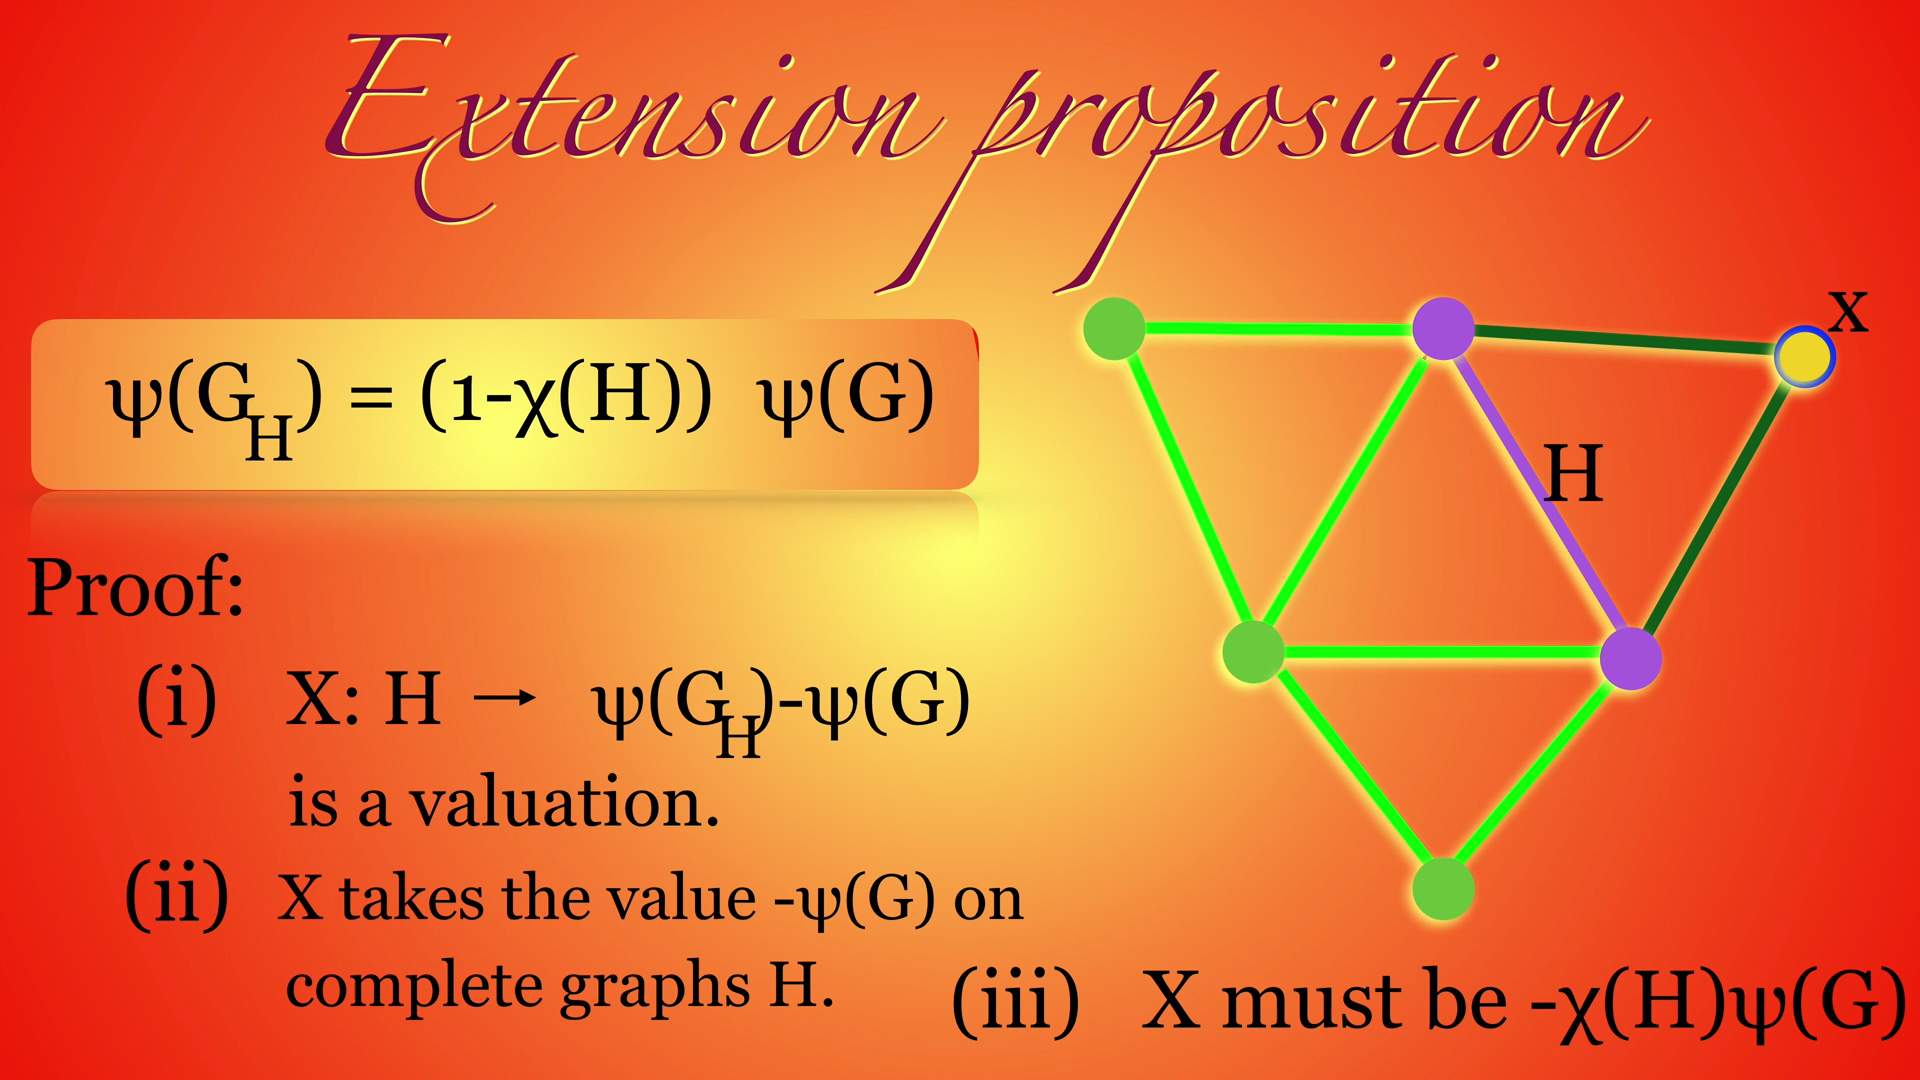 Extension proposition
ψ(G_H) = (1-χ(H)) ψ(G)
x
H
Proof:
(i) X: H → ψ(G_H)-ψ(G)
is a valuation.
(ii) X takes the value -ψ(G) on
complete graphs H.
(iii) X must be -χ(H)ψ(G)